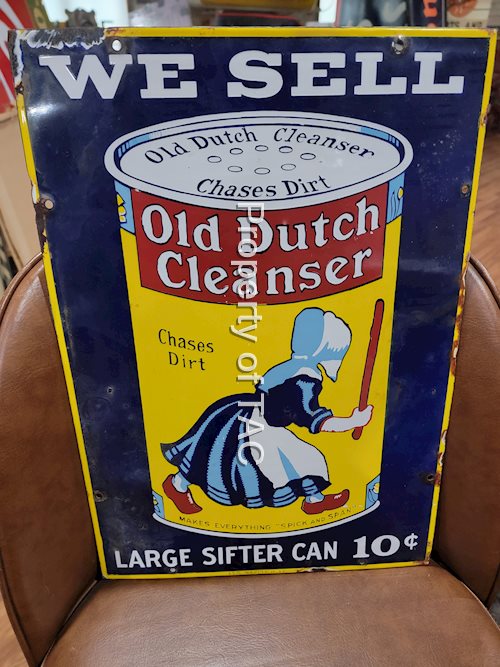 WE SELL
Old Dutch Cleanser
Chases Dirt
Old Dutch
Cleanser
Chases
Dirt
MAKES EVERYTHING "SPICK AND SPAN"
LARGE SIFTER CAN 10¢
Property of TAC